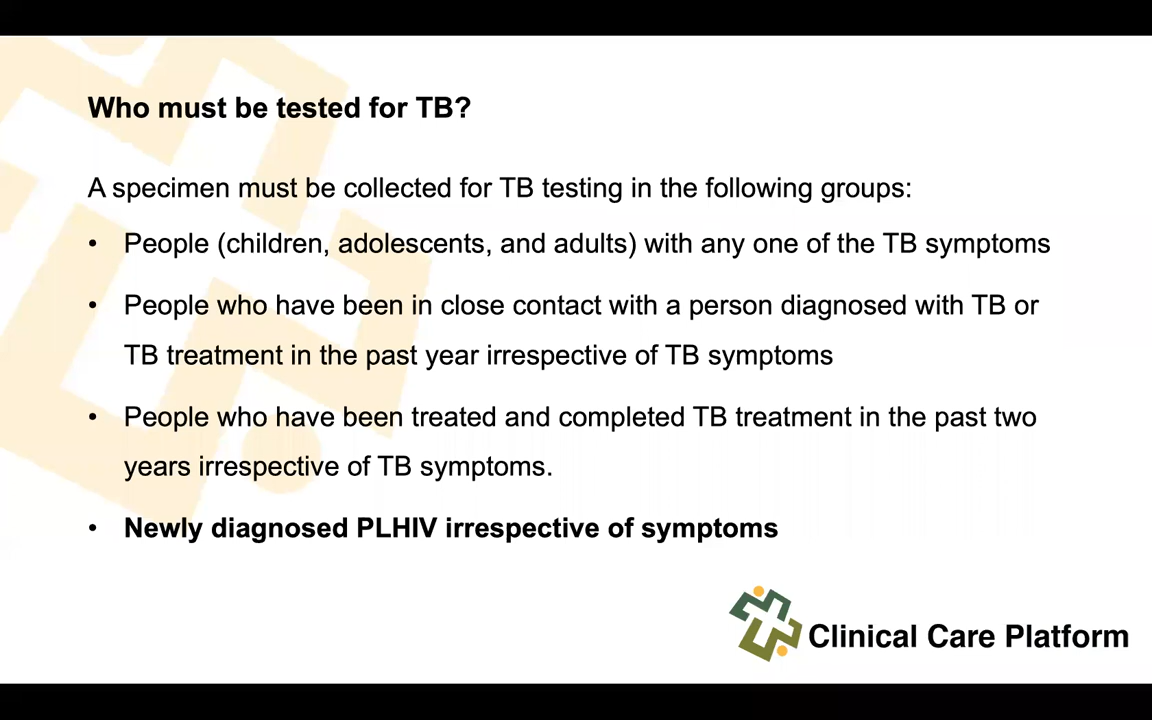 Who must be tested for TB?
A specimen must be collected for TB testing in the following groups:
• People (children, adolescents, and adults) with any one of the TB symptoms
• People who have been in close contact with a person diagnosed with TB or
TB treatment in the past year irrespective of TB symptoms
• People who have been treated and completed TB treatment in the past two
years irrespective of TB symptoms.
• Newly diagnosed PLHIV irrespective of symptoms
Clinical Care Platform